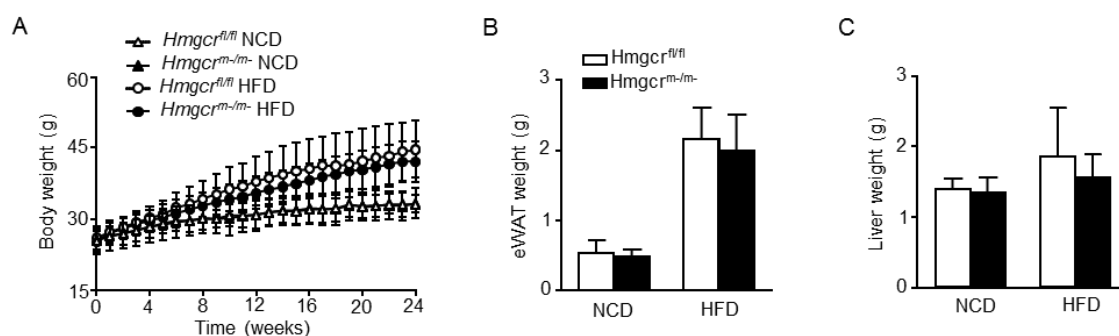 A
Hmgcr^fl/fl NCD
Hmgcr^m-/m- NCD
Hmgcr^fl/fl HFD
Hmgcr^m-/m- HFD
60
45
30
15
Body weight (g)
0 4 8 12 16 20 24
Time (weeks)
B
Hmgcr^fl/fl
Hmgcr^m-/m-
3
2
1
0
eWAT weight (g)
NCD HFD
C
3
2
1
0
Liver weight (g)
NCD HFD